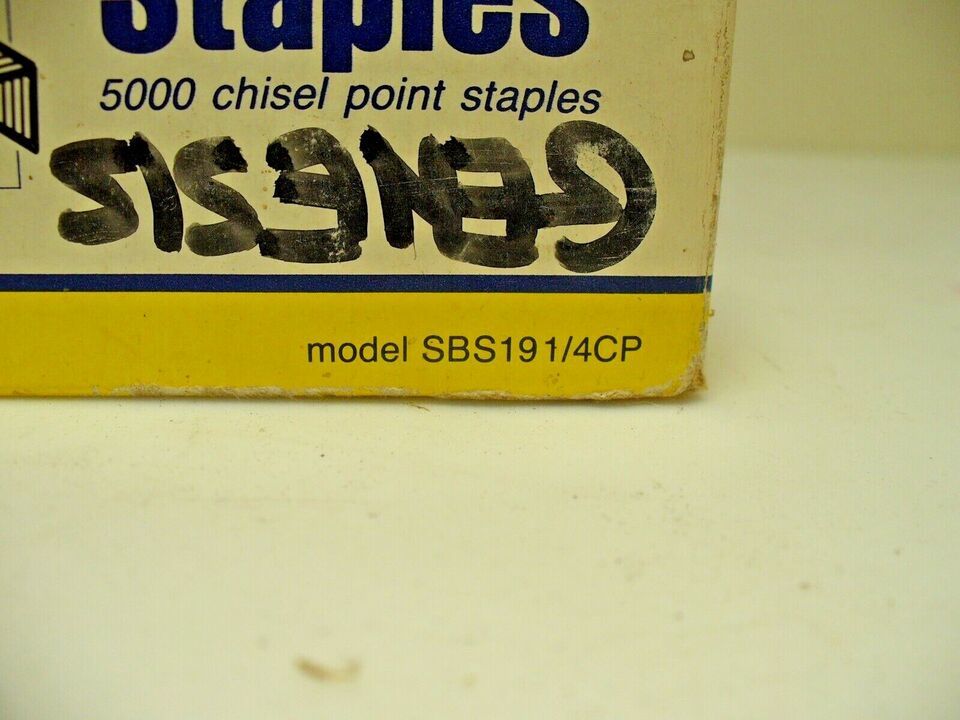 Staples
5000 chisel point staples
GENESIS
model SBS191/4CP